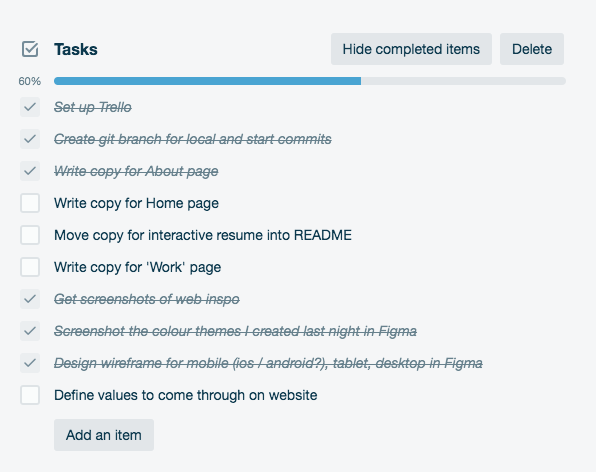 Tasks
Hide completed items
Delete
60%
Set up Trello
Create git branch for local and start commits
Write copy for About page
Write copy for Home page
Move copy for interactive resume into README
Write copy for 'Work' page
Get screenshots of web inspo
Screenshot the colour themes I created last night in Figma
Design wireframe for mobile (ios / android?), tablet, desktop in Figma
Define values to come through on website
Add an item